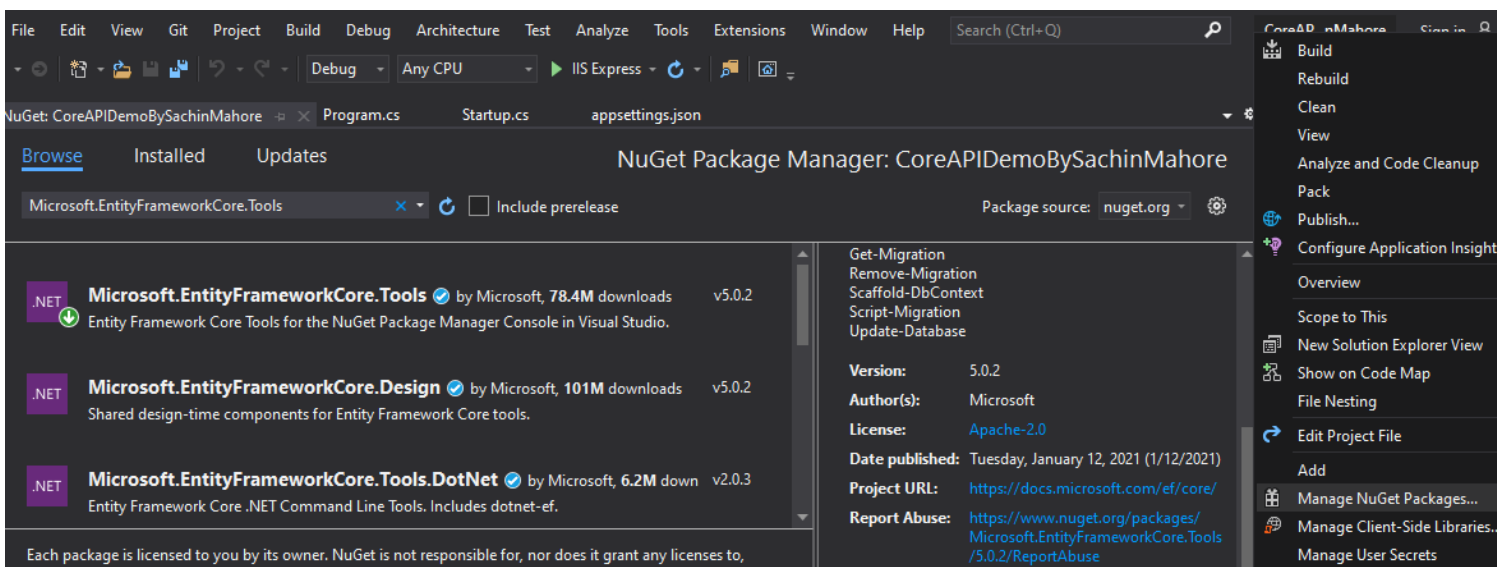 File Edit View Git Project Build Debug Architecture Test Analyze Tools Extensions Window Help Search (Ctrl+Q)
Debug Any CPU IIS Express
NuGet: CoreAPIDemoBySachinMahore Program.cs Startup.cs appsettings.json
Browse Installed Updates NuGet Package Manager: CoreAPIDemoBySachinMahore
Microsoft.EntityFrameworkCore.Tools Include prerelease Package source: nuget.org
.NET Microsoft.EntityFrameworkCore.Tools by Microsoft, 78.4M downloads v5.0.2
Entity Framework Core Tools for the NuGet Package Manager Console in Visual Studio.
.NET Microsoft.EntityFrameworkCore.Design by Microsoft, 101M downloads v5.0.2
Shared design-time components for Entity Framework Core tools.
.NET Microsoft.EntityFrameworkCore.Tools.DotNet by Microsoft, 6.2M down v2.0.3
Entity Framework Core .NET Command Line Tools. Includes dotnet-ef.
Each package is licensed to you by its owner. NuGet is not responsible for, nor does it grant any licenses to,
Get-Migration
Remove-Migration
Scaffold-DbContext
Script-Migration
Update-Database
Version: 5.0.2
Author(s): Microsoft
License: Apache-2.0
Date published: Tuesday, January 12, 2021 (1/12/2021)
Project URL: https://docs.microsoft.com/ef/core/
Report Abuse: https://www.nuget.org/packages/
Microsoft.EntityFrameworkCore.Tools
/5.0.2/ReportAbuse
CoreAP...nMahore Sign in
Build
Rebuild
Clean
View
Analyze and Code Cleanup
Pack
Publish...
Configure Application Insight
Overview
Scope to This
New Solution Explorer View
Show on Code Map
File Nesting
Edit Project File
Add
Manage NuGet Packages...
Manage Client-Side Libraries..
Manage User Secrets